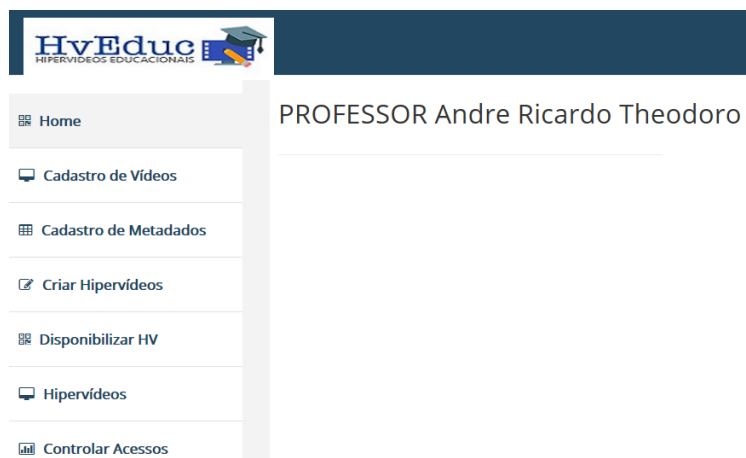 HvEduc
HIPERVIDEOS EDUCACIONAIS
PROFESSOR Andre Ricardo Theodoro
Home
Cadastro de Vídeos
Cadastro de Metadados
Criar Hipervídeos
Disponibilizar HV
Hipervídeos
Controlar Acessos